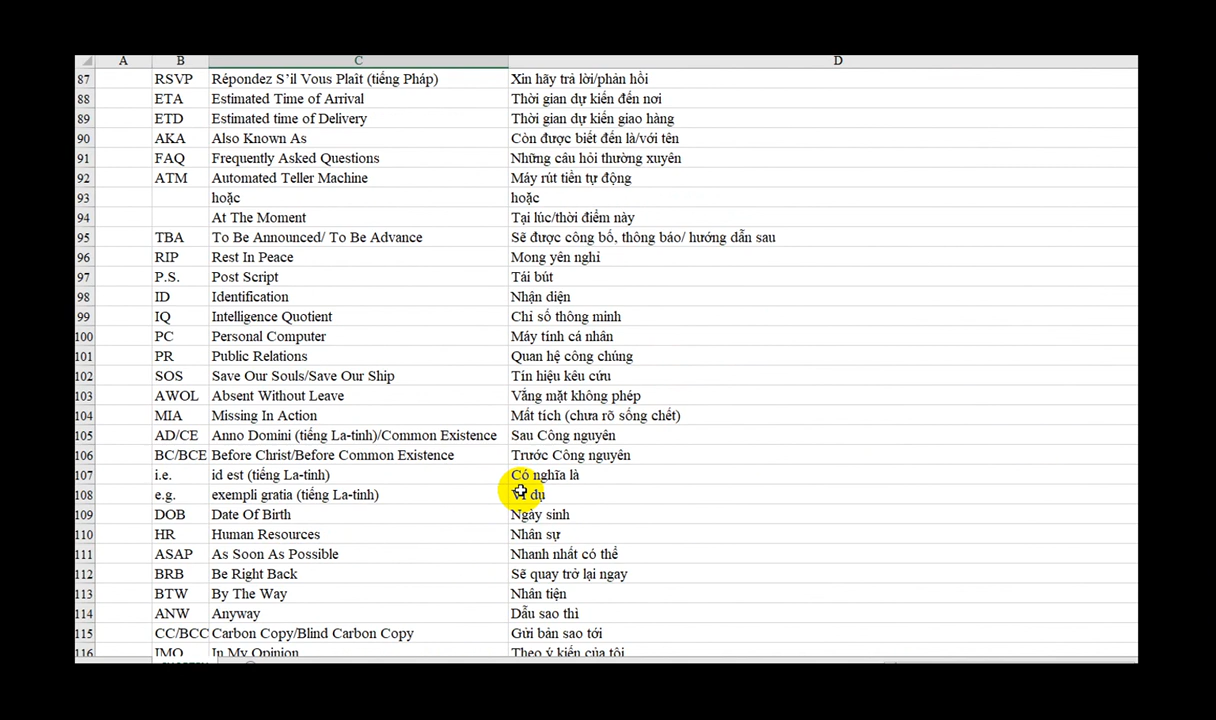 A B C D
87 RSVP Répondez S’il Vous Plaît (tiếng Pháp) Xin hãy trả lời/phản hồi
88 ETA Estimated Time of Arrival Thời gian dự kiến đến nơi
89 ETD Estimated time of Delivery Thời gian dự kiến giao hàng
90 AKA Also Known As Còn được biết đến là/với tên
91 FAQ Frequently Asked Questions Những câu hỏi thường xuyên
92 ATM Automated Teller Machine Máy rút tiền tự động
93 hoặc hoặc
94 At The Moment Tại lúc/thời điểm này
95 TBA To Be Announced/ To Be Advance Sẽ được công bố, thông báo/ hướng dẫn sau
96 RIP Rest In Peace Mong yên nghỉ
97 P.S. Post Script Tái bút
98 ID Identification Nhận diện
99 IQ Intelligence Quotient Chỉ số thông minh
100 PC Personal Computer Máy tính cá nhân
101 PR Public Relations Quan hệ công chúng
102 SOS Save Our Souls/Save Our Ship Tín hiệu kêu cứu
103 AWOL Absent Without Leave Vắng mặt không phép
104 MIA Missing In Action Mất tích (chưa rõ sống chết)
105 AD/CE Anno Domini (tiếng La-tinh)/Common Existence Sau Công nguyên
106 BC/BCE Before Christ/Before Common Existence Trước Công nguyên
107 i.e. id est (tiếng La-tinh) Có nghĩa là
108 e.g. exempli gratia (tiếng La-tinh) Ví dụ
109 DOB Date Of Birth Ngày sinh
110 HR Human Resources Nhân sự
111 ASAP As Soon As Possible Nhanh nhất có thể
112 BRB Be Right Back Sẽ quay trở lại ngay
113 BTW By The Way Nhân tiện
114 ANW Anyway Dẫu sao thì
115 CC/BCC Carbon Copy/Blind Carbon Copy Gửi bản sao tới
116 IMO In My Opinion Theo ý kiến của tôi